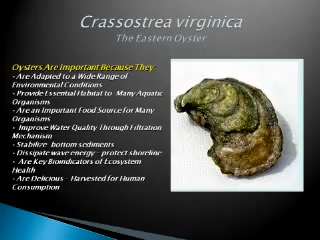 Crassostrea virginica
The Eastern Oyster
Oysters Are Important Because They:
• Are Adapted to a Wide Range of
Environmental Conditions
• Provide Essential Habitat to Many Aquatic
Organisms
• Are an Important Food Source for Many
Organisms
• Improve Water Quality Through Filtration
Mechanism
• Stabilize bottom sediments
• Dissipate wave energy – protect shoreline
• Are Key Bioindicators of Ecosystem
Health
• Are Delicious – Harvested for Human
Consumption